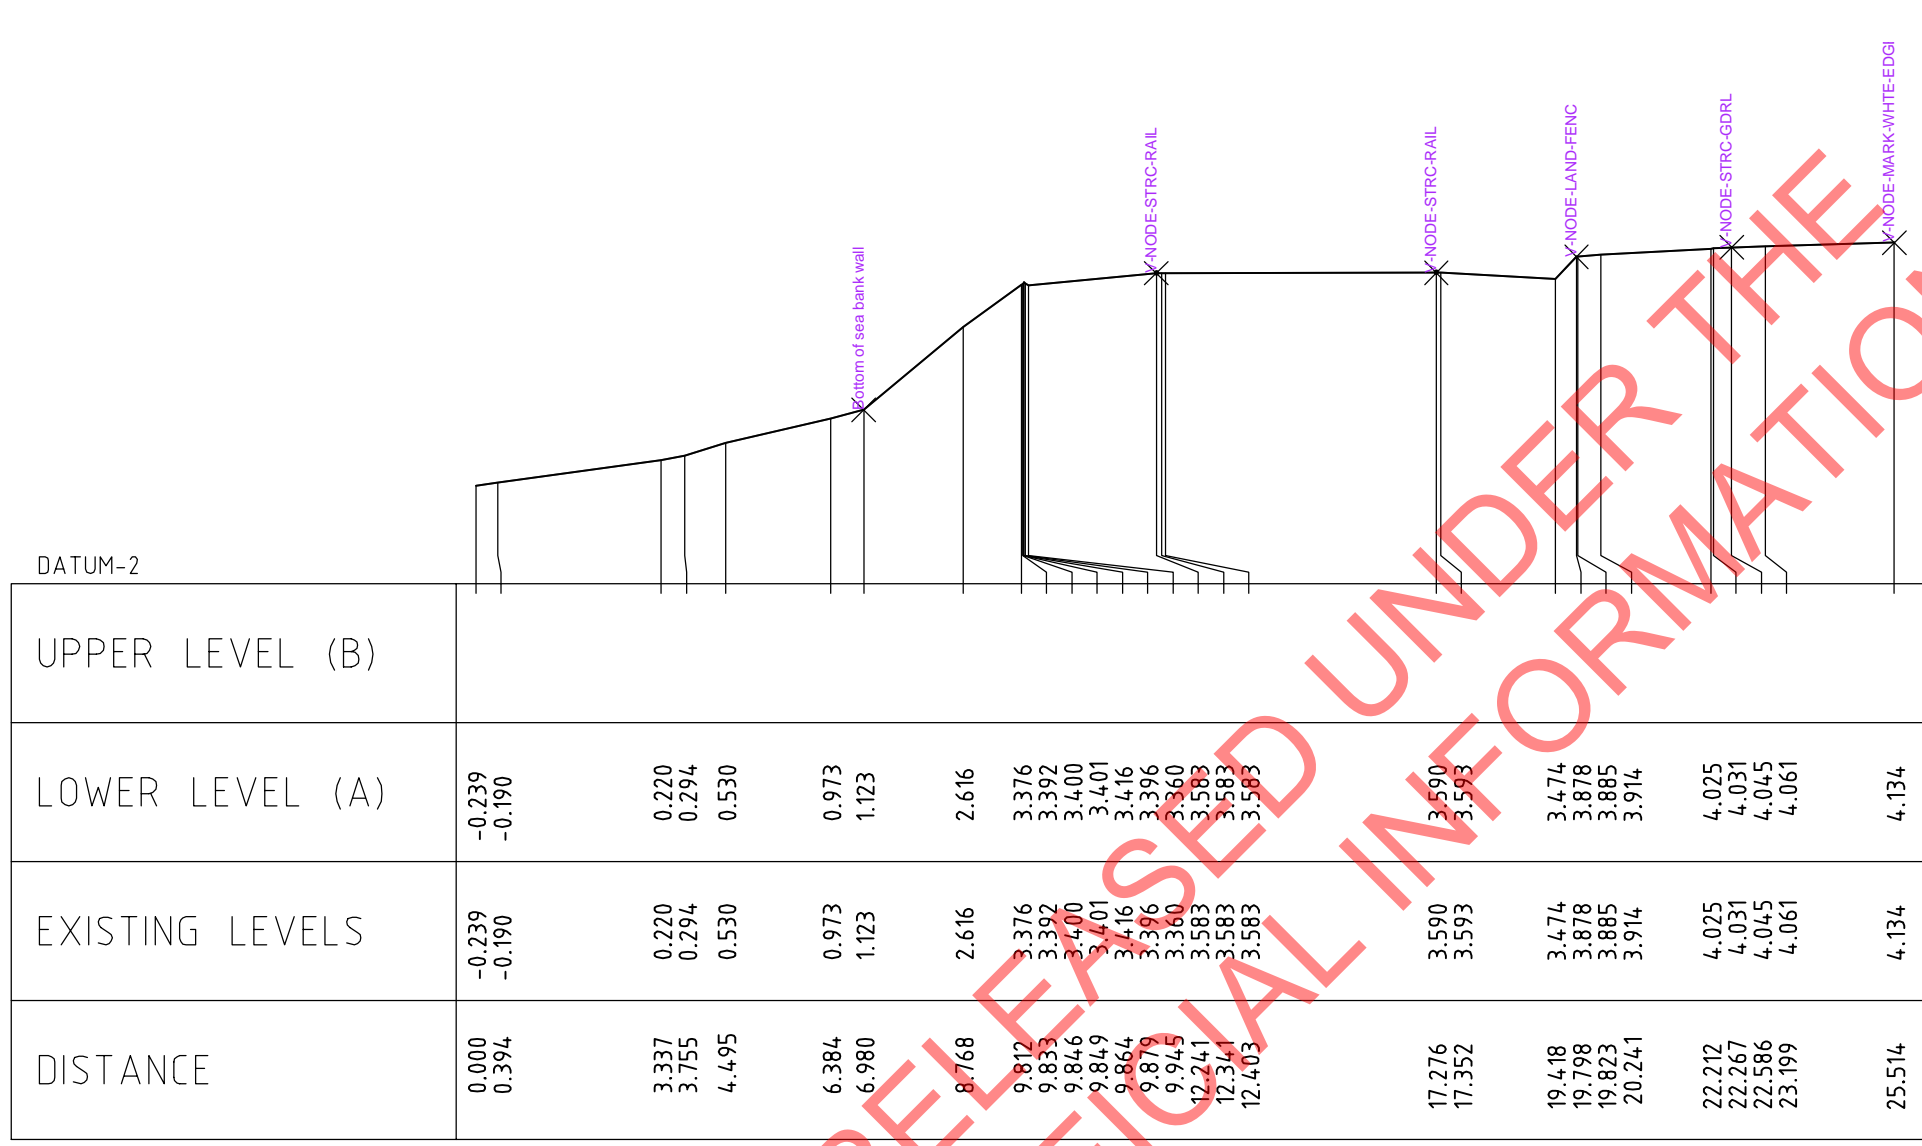 V-NODE-MARK-WHTE-EDGI
V-NODE-STRC-GDRL
V-NODE-LAND-FENC
V-NODE-STRC-RAIL
V-NODE-STRC-RAIL
Bottom of sea bank wall
DATUM-2
UPPER LEVEL (B)
LOWER LEVEL (A) -0.239 -0.190 0.220 0.294 0.530 0.973 1.123 2.616 3.376 3.392 3.400 3.401 3.416 3.396 3.360 3.583 3.583 3.583 3.590 3.593 3.474 3.878 3.885 3.914 4.025 4.031 4.045 4.061 4.134
EXISTING LEVELS -0.239 -0.190 0.220 0.294 0.530 0.973 1.123 2.616 3.376 3.392 3.400 3.401 3.416 3.396 3.360 3.583 3.583 3.583 3.590 3.593 3.474 3.878 3.885 3.914 4.025 4.031 4.045 4.061 4.134
DISTANCE 0.000 0.394 3.337 3.755 4.495 6.384 6.980 8.768 9.812 9.833 9.846 9.849 9.864 9.879 9.945 12.241 12.341 12.403 17.276 17.352 19.418 19.798 19.823 20.241 22.212 22.267 22.586 23.199 25.514
RELEASED UNDER THE
INFORMATION